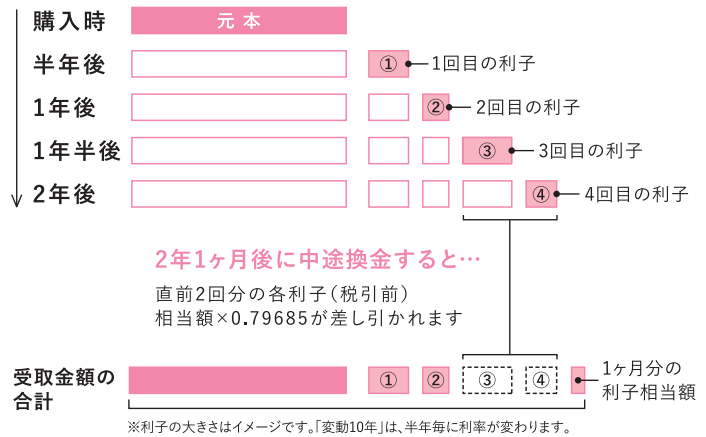 購入時
元本
半年後
①
1回目の利子
1年後
②
2回目の利子
1年半後
③
3回目の利子
2年後
④
4回目の利子
2年1ヶ月後に中途換金すると…
直前2回分の各利子（税引前）
相当額×0.79685が差し引かれます
受取金額の
合計
①
②
③
④
1ヶ月分の
利子相当額
※利子の大きさはイメージです。「変動10年」は、半年毎に利率が変わります。